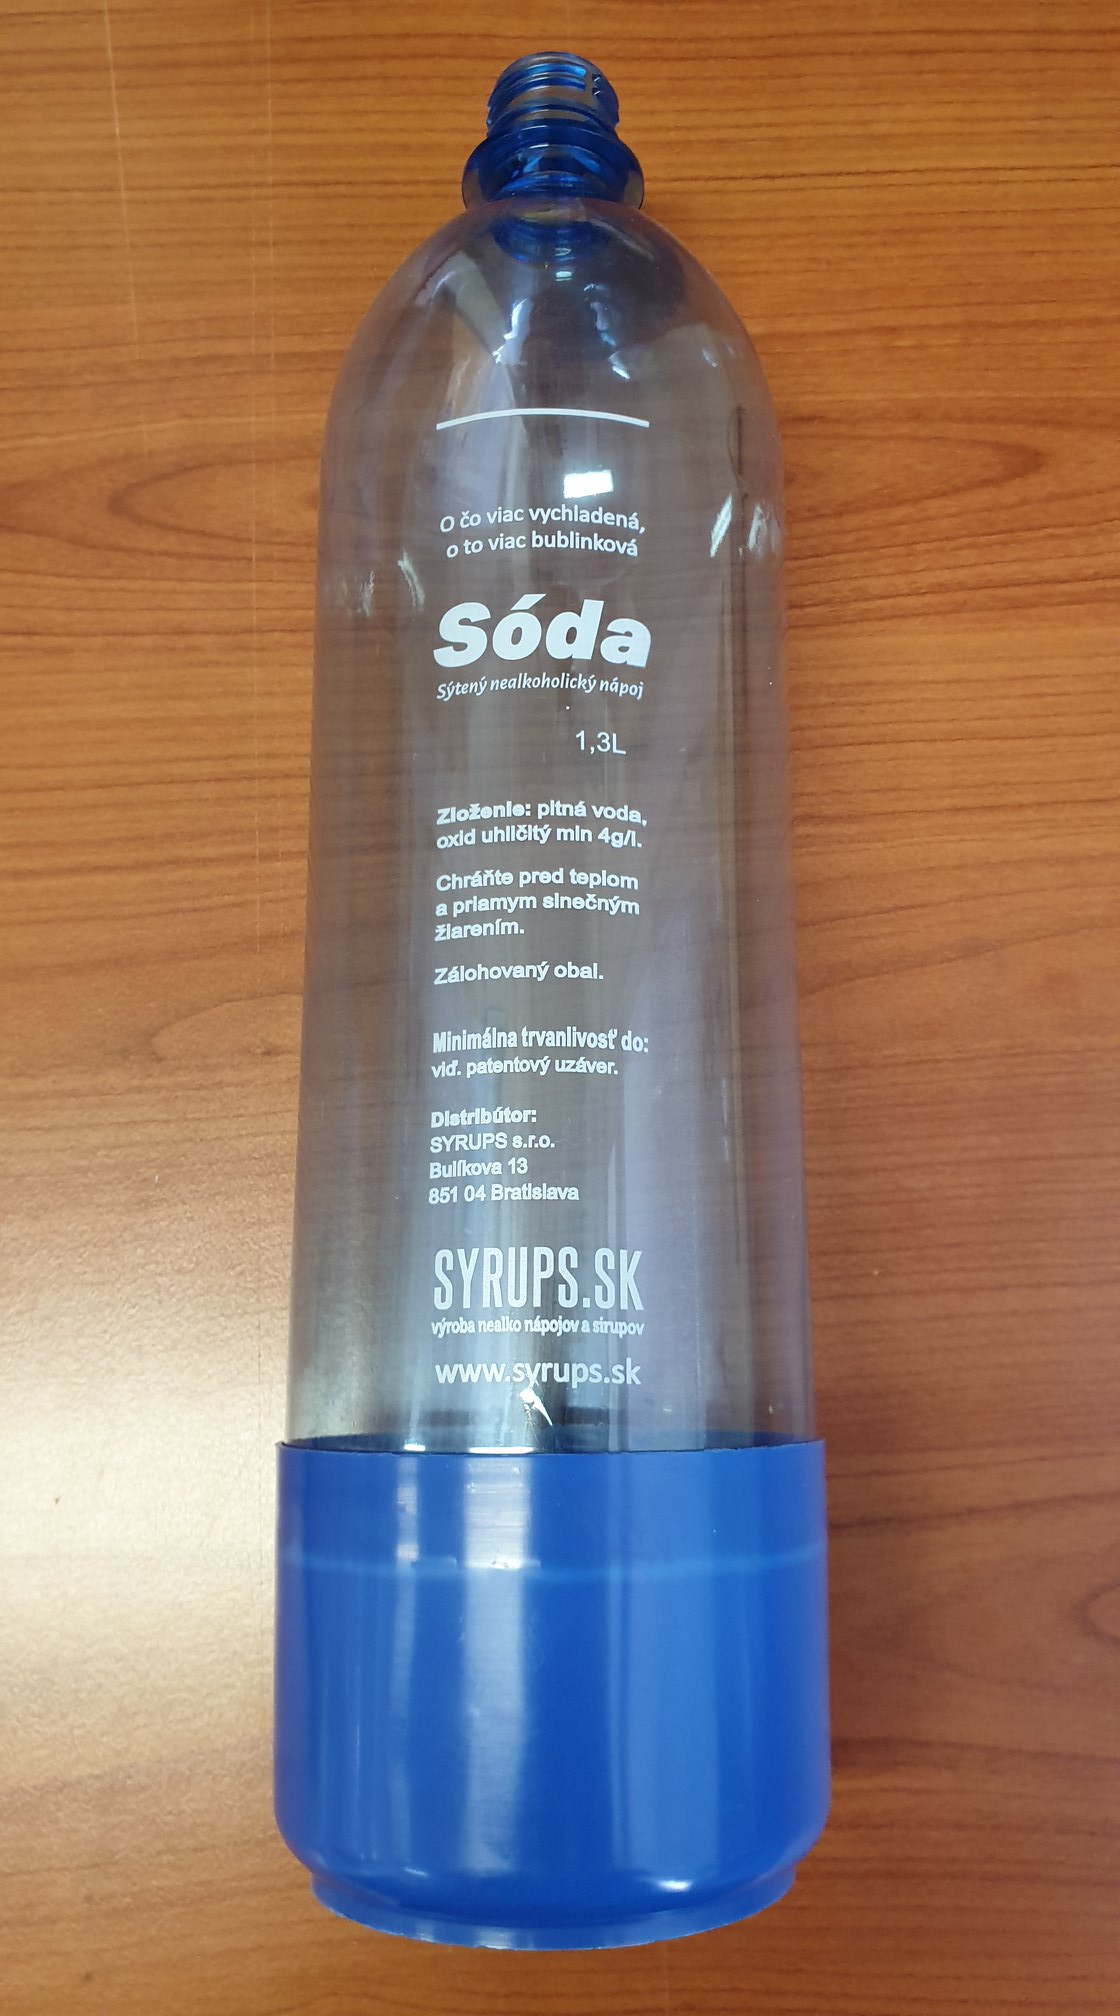 O čo viac vychladená,
o to viac bublinková
Sóda
Sýtený nealkoholický nápoj
1,3L
Zloženie: pitná voda,
oxid uhličitý min 4g/l.
Chráňte pred teplom
a priamym slnečným
žiarením.
Zálohovaný obal.
Minimálna trvanlivosť do:
viď. patentový uzáver.
Distribútor:
SYRUPS s.r.o.
Bulíkova 13
851 04 Bratislava
SYRUPS.SK
výroba nealko nápojov a sirupov
www.syrups.sk